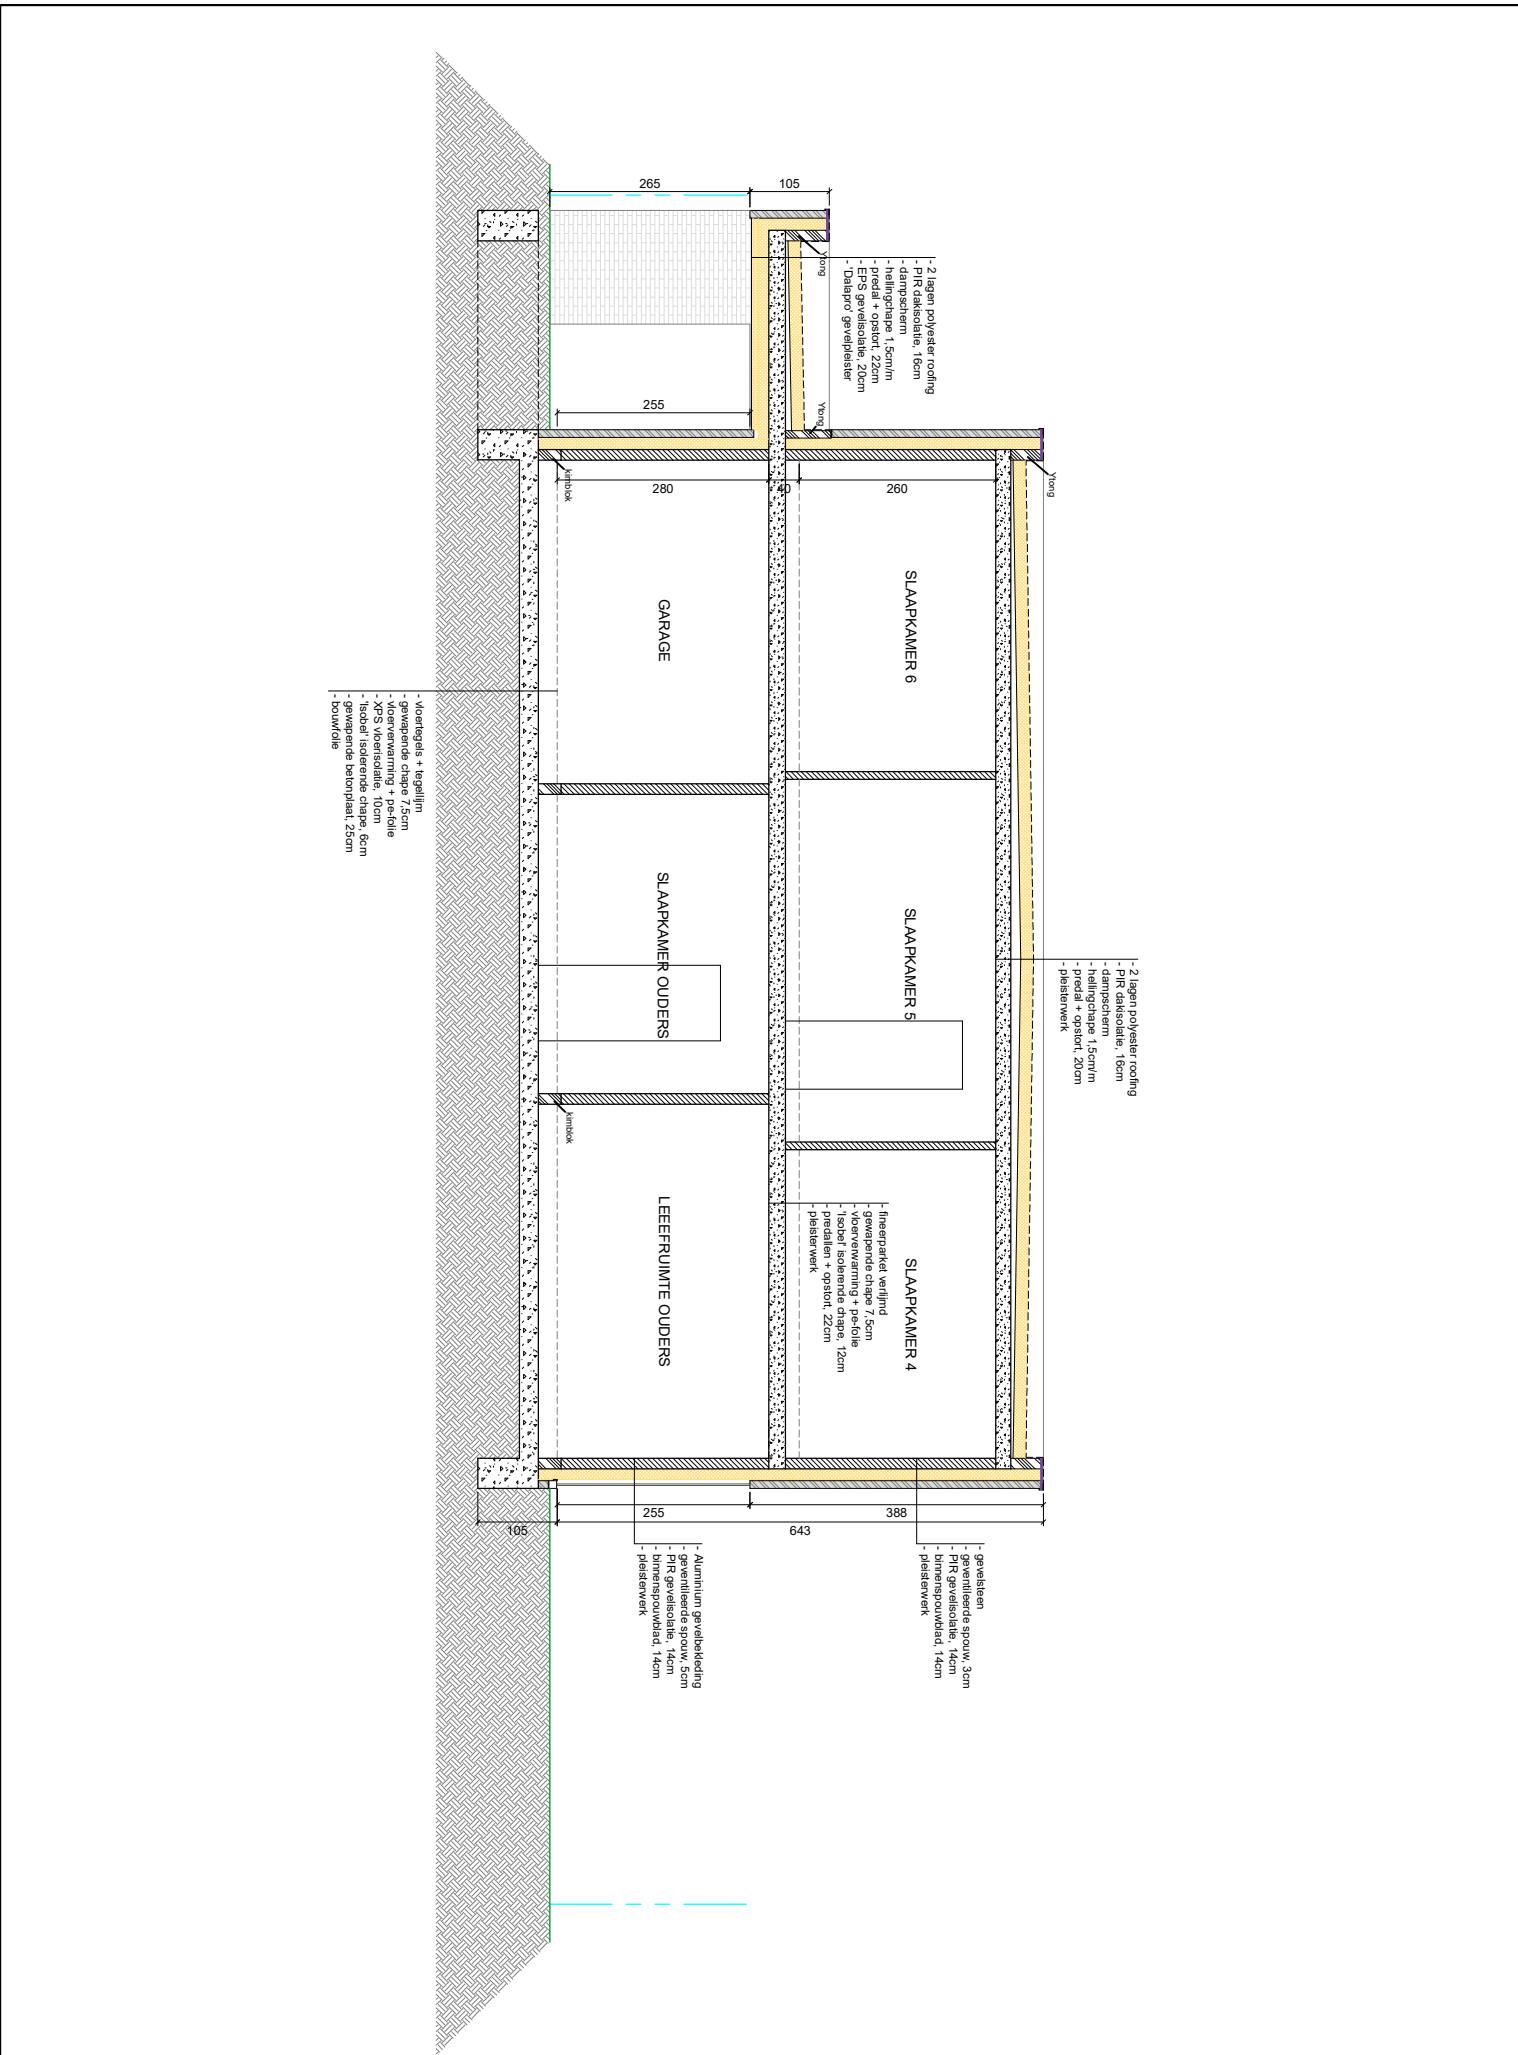 - 2 lagen polyester roofing
- PIR dakisolatie, 16cm
- dampscherm
- hellingchape 1,5cm/m
- predal + opstort, 20cm
- pleisterwerk
- 2 lagen polyester roofing
- PIR dakisolatie, 16cm
- dampscherm
- hellingchape 1,5cm/m
- predal + opstort, 22cm
- EPS gevelisolatie, 20cm
- 'Dalapro' gevelpleister
Ytong
Ytong
Ytong
105
265
255
260
40
280
SLAAPKAMER 6
SLAAPKAMER 5
SLAAPKAMER 4
- fineerparket verlijmd
- gewapende chape 7,5cm
- vloerverwarming + pe-folie
- 'Isobet' isolerende chape, 12cm
- predallen + opstort, 22cm
- pleisterwerk
GARAGE
SLAAPKAMER OUDERS
LEEEFRUIMTE OUDERS
kimblok
kimblok
388
255
643
105
- gevelsteen
- geventileerde spouw, 3cm
- PIR gevelisolatie, 14cm
- binnenspouwblad, 14cm
- pleisterwerk
- Aluminium gevelbekleding
- geventileerde spouw, 5cm
- PIR gevelisolatie, 14cm
- binnenspouwblad, 14cm
- pleisterwerk
- vloertegels + tegellijm
- gewapende chape 7,5cm
- vloerverwarming + pe-folie
- XPS vloerisolatie, 10cm
- 'Isobet' isolerende chape, 6cm
- gewapende betonplaat, 25cm
- bouwfolie